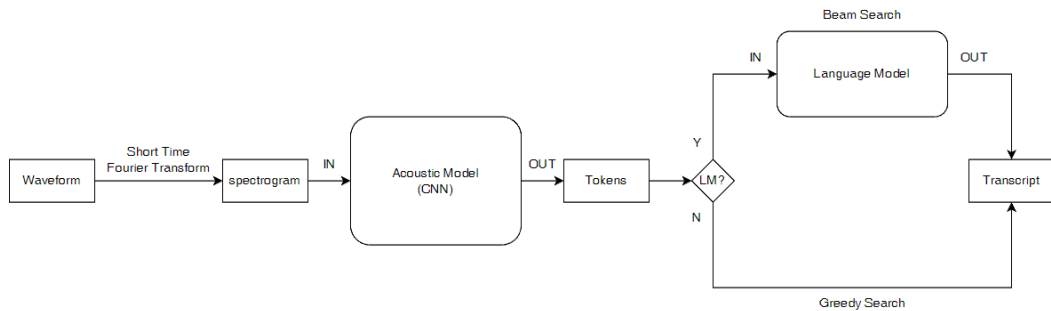 Beam Search
IN
Language Model
OUT
Short Time
Fourier Transform
Y
IN
Acoustic Model
(CNN)
OUT
Waveform
spectrogram
Tokens
LM?
Transcript
N
Greedy Search